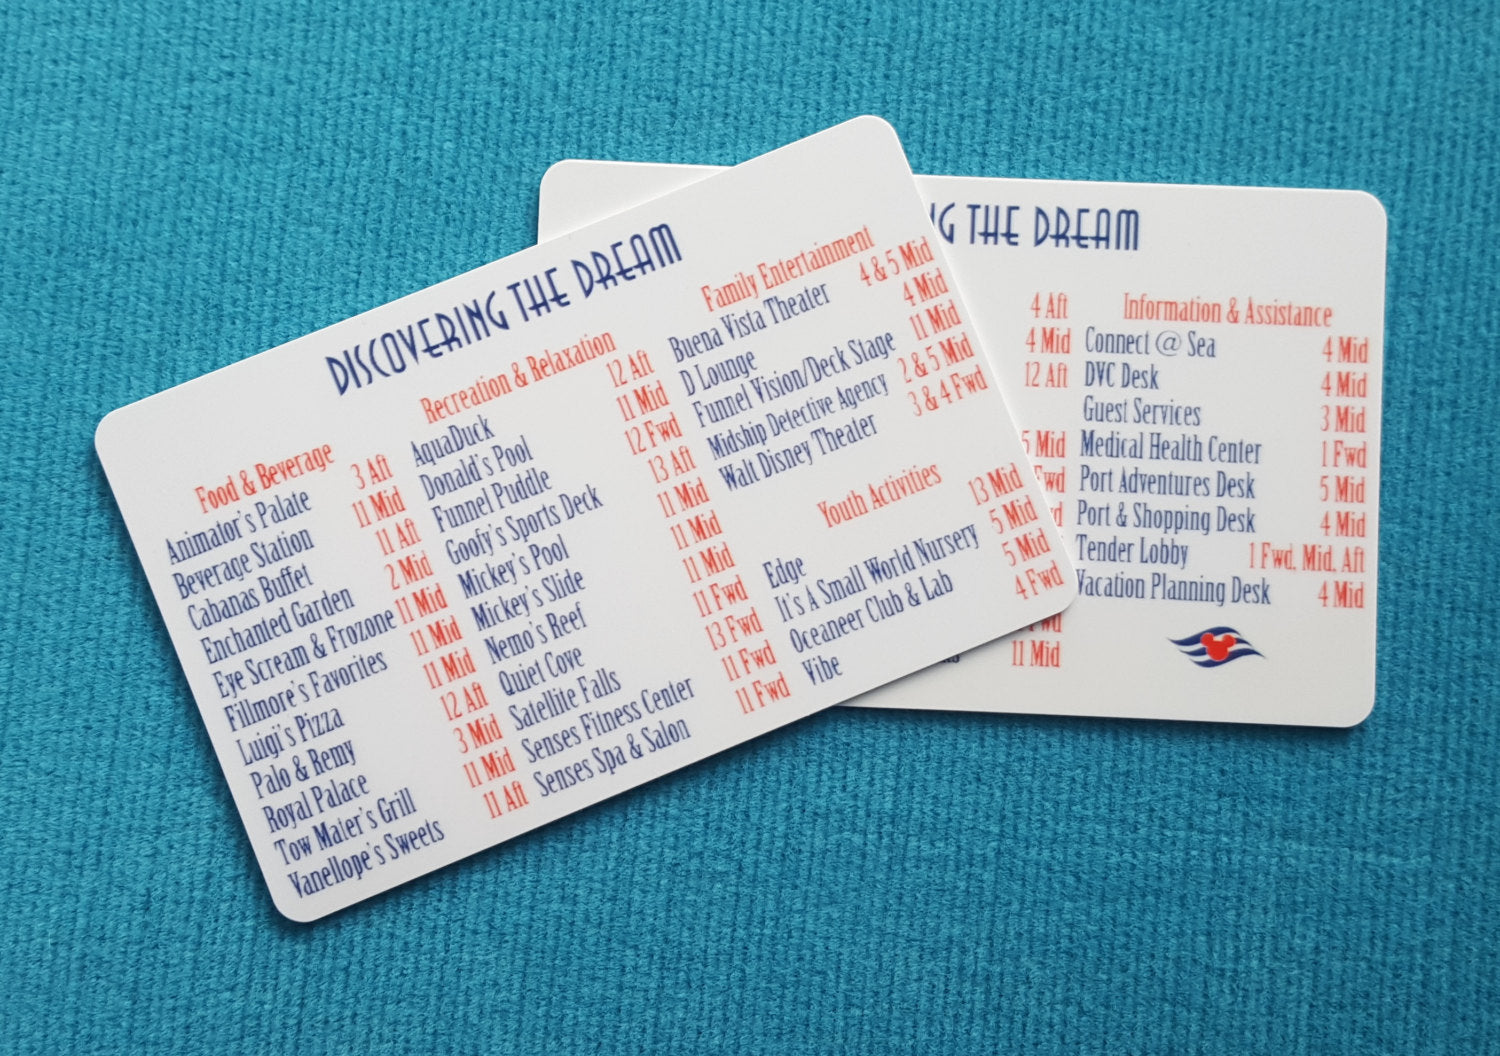 DISCOVERING THE DREAM
Food & Beverage
Animator's Palate 3 Aft
Beverage Station 11 Mid
Cabanas Buffet 11 Aft
Enchanted Garden 2 Mid
Eye Scream & Frozone 11 Mid
Fillmore's Favorites 11 Mid
Luigi's Pizza 11 Mid
Palo & Remy 12 Aft
Royal Palace 3 Mid
Tow Mater's Grill 11 Mid
Vanellope's Sweets 11 Aft
Recreation & Relaxation
AquaDuck 12 Aft
Donald's Pool 11 Mid
Funnel Puddle 12 Fwd
Goofy's Sports Deck 13 Aft
Mickey's Pool 11 Mid
Mickey's Slide 11 Mid
Nemo's Reef 11 Mid
Quiet Cove 11 Fwd
Satellite Falls 13 Fwd
Senses Fitness Center 11 Fwd
Senses Spa & Salon 11 Fwd
Family Entertainment
Buena Vista Theater 4 & 5 Mid
D Lounge 4 Mid
Funnel Vision/Deck Stage 11 Mid
Midship Detective Agency 2 & 5 Mid
Walt Disney Theater 3 & 4 Fwd
Youth Activities
Edge 13 Mid
It's A Small World Nursery 5 Mid
Oceaneer Club & Lab 5 Mid
Vibe 4 Fwd
THE DREAM
4 Aft
4 Mid
12 Aft
5 Mid
11 Mid
Information & Assistance
Connect @ Sea 4 Mid
DVC Desk 4 Mid
Guest Services 3 Mid
Medical Health Center 1 Fwd
Port Adventures Desk 5 Mid
Port & Shopping Desk 4 Mid
Tender Lobby 1 Fwd, Mid, Aft
Vacation Planning Desk 4 Mid